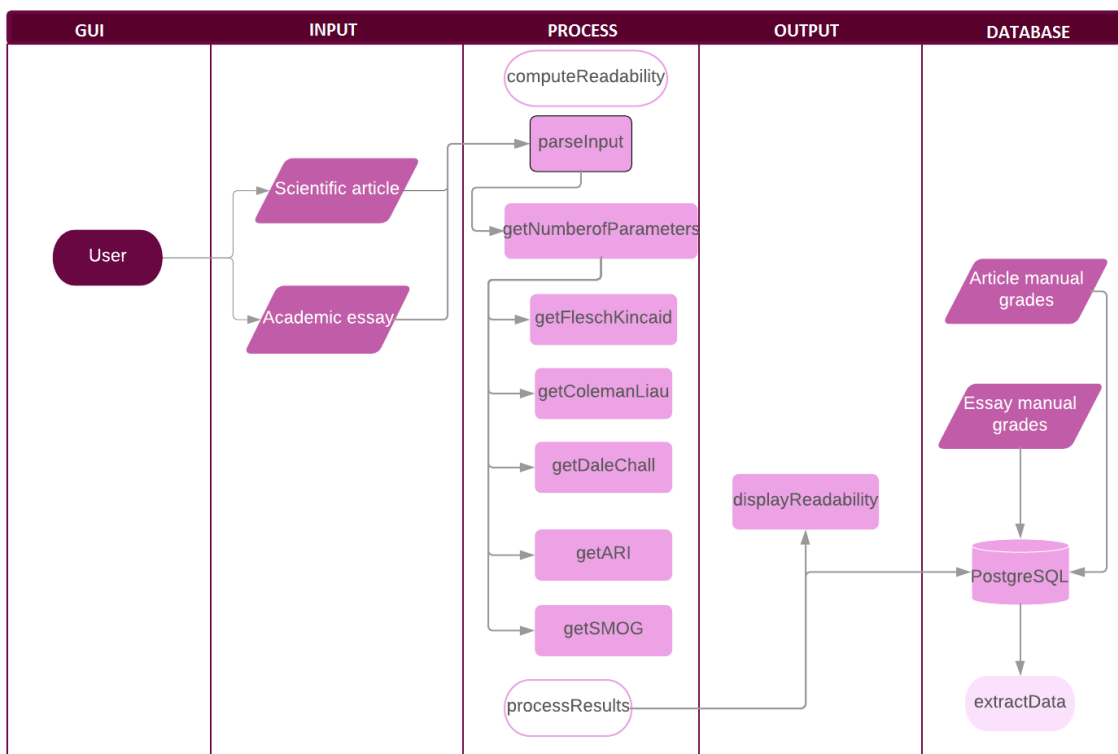 GUI
INPUT
PROCESS
OUTPUT
DATABASE
computeReadability
parseInput
Scientific article
getNumberofParameters
User
Article manual
grades
Academic essay
getFleschKincaid
getColemanLiau
Essay manual
grades
getDaleChall
displayReadability
getARI
PostgreSQL
getSMOG
processResults
extractData